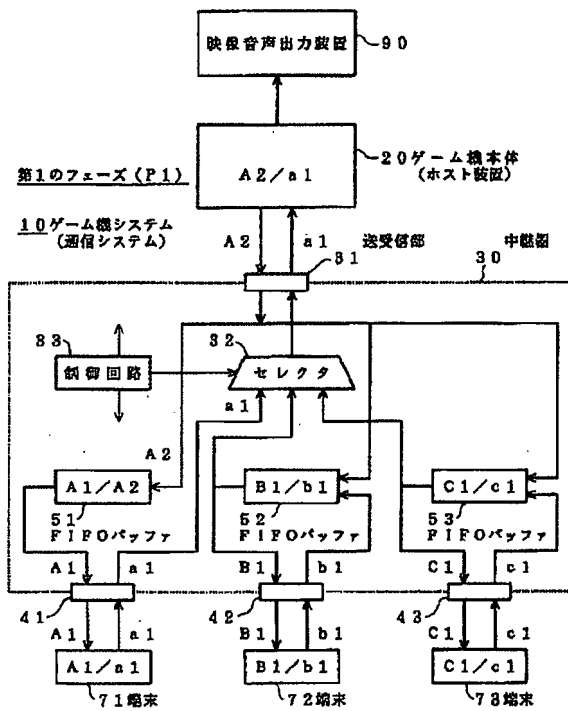 映像音声出力装置
90
第1のフェーズ(P1)
A2/a1
20ゲーム機本体
(ホスト装置)
10ゲーム機システム
(通信システム)
A2
a1
31
送受信部
中継器
30
33
32
制御回路
セレクタ
a1
A2
A1/A2
B1/b1
C1/c1
51
52
53
FIFOバッファ
FIFOバッファ
FIFOバッファ
A1
a1
B1
b1
C1
c1
41
42
43
A1
a1
B1
b1
C1
c1
A1/a1
B1/b1
C1/c1
71端末
72端末
73端末